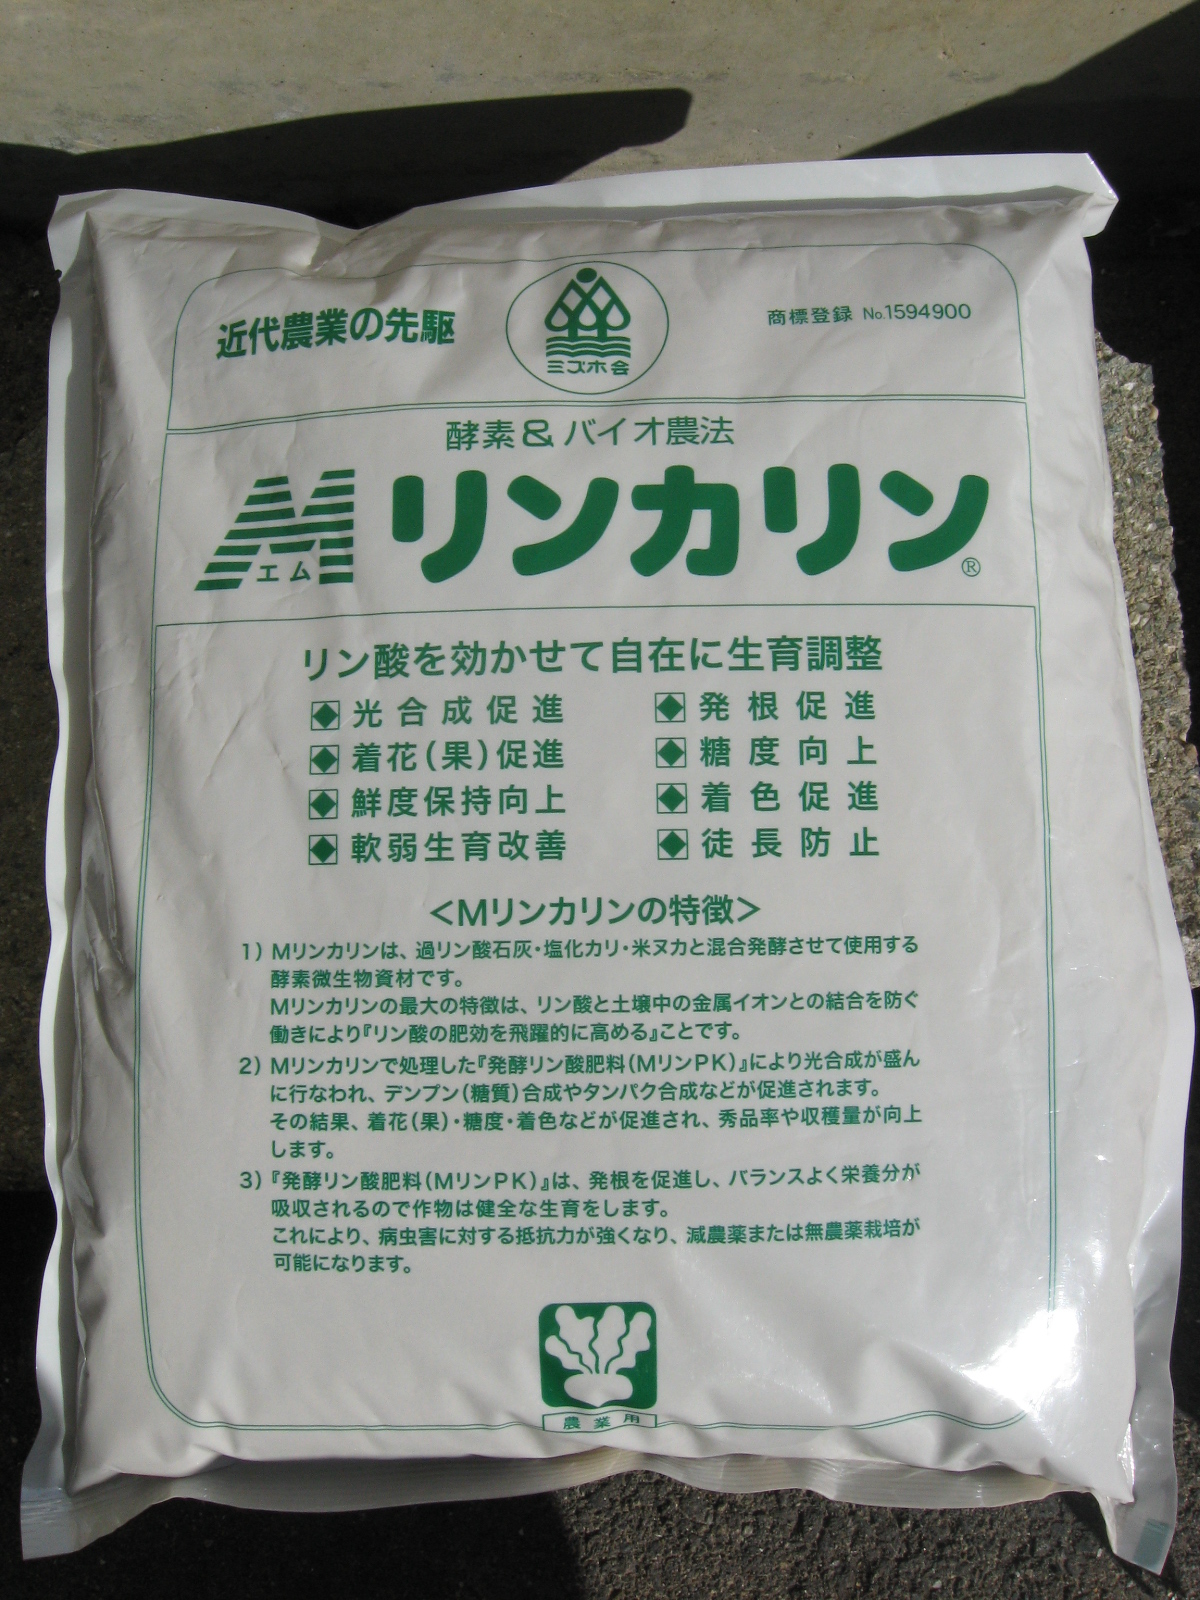 近代農業の先駆
ミズホ会
商標登録 No.1594900
酵素&バイオ農法
M リンカリン®
エム
リン酸を効かせて自在に生育調整
光合成促進 発根促進
着花(果)促進 糖度向上
鮮度保持向上 着色促進
軟弱生育改善 徒長防止
<Mリンカリンの特徴>
1) Mリンカリンは、過リン酸石灰・塩化カリ・米ヌカと混合発酵させて使用する
酵素微生物資材です。
Mリンカリンの最大の特徴は、リン酸と土壌中の金属イオンとの結合を防ぐ
働きにより『リン酸の肥効を飛躍的に高める』ことです。
2) Mリンカリンで処理した『発酵リン酸肥料(MリンPK)』により光合成が盛ん
に行なわれ、デンプン(糖質)合成やタンパク合成などが促進されます。
その結果、着花(果)・糖度・着色などが促進され、秀品率や収穫量が向上
します。
3) 『発酵リン酸肥料(MリンPK)』は、発根を促進し、バランスよく栄養分が
吸収されるので作物は健全な生育をします。
これにより、病虫害に対する抵抗力が強くなり、減農薬または無農薬栽培が
可能になります。
農業用